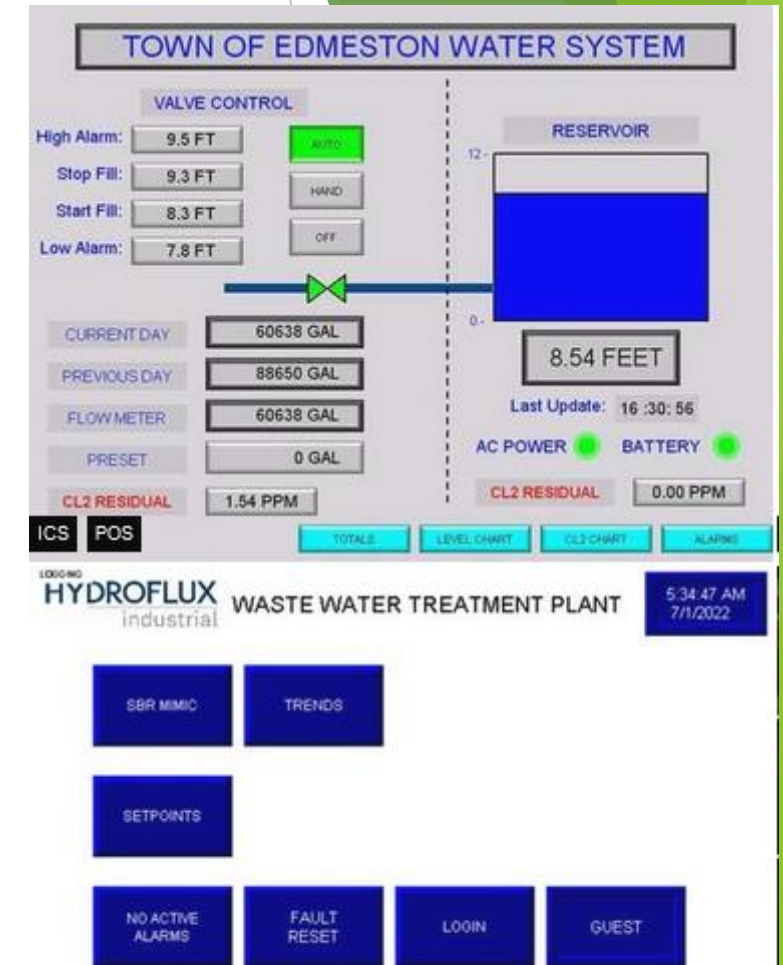 TOWN OF EDMESTON WATER SYSTEM
VALVE CONTROL
High Alarm: 9.5 FT
Stop Fill: 9.3 FT
Start Fill: 8.3 FT
Low Alarm: 7.8 FT
AUTO
HAND
OFF
RESERVOIR
12 -
0 -
8.54 FEET
Last Update: 16 :30: 56
AC POWER BATTERY
CL2 RESIDUAL 0.00 PPM
CURRENT DAY 60638 GAL
PREVIOUS DAY 88650 GAL
FLOW METER 60638 GAL
PRESET 0 GAL
CL2 RESIDUAL 1.54 PPM
ICS POS
TOTALS LEVEL CHART CL2 CHART ALARMS
LOGGING
HYDROFLUX
industrial
WASTE WATER TREATMENT PLANT
5:34:47 AM
7/1/2022
SBR MIMIC
TRENDS
SETPOINTS
NO ACTIVE
ALARMS
FAULT
RESET
LOGIN
GUEST